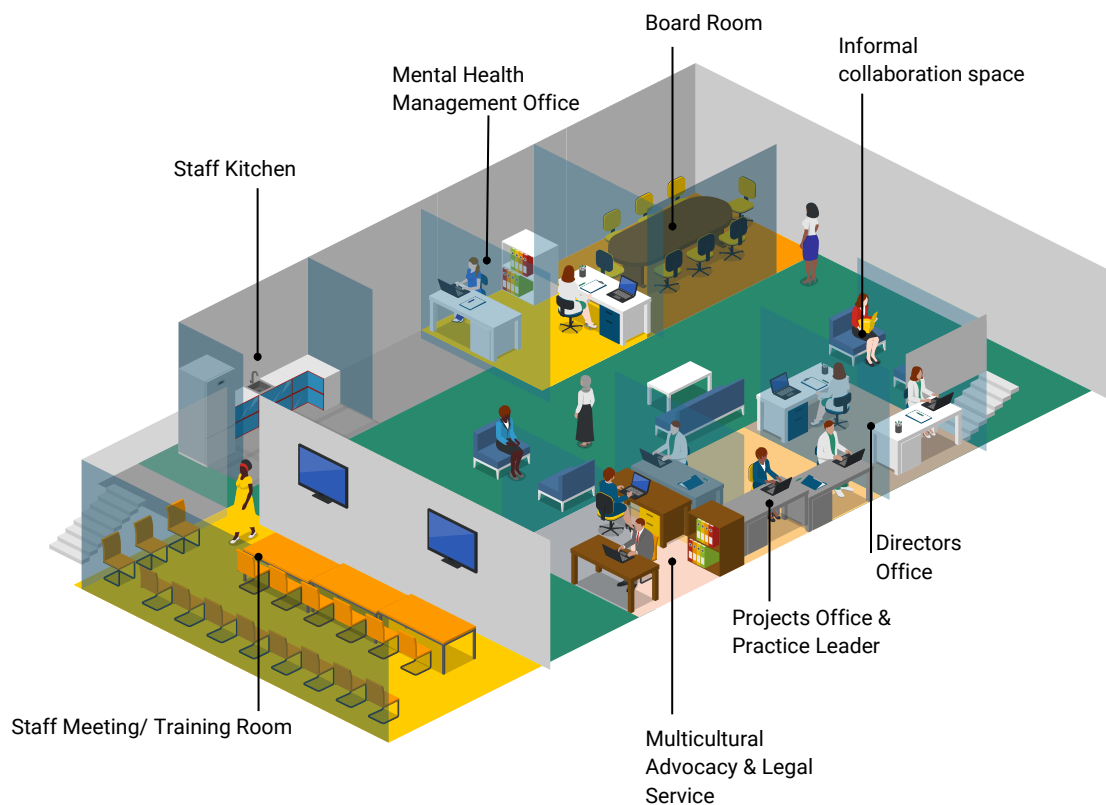 Board Room
Informal
collaboration space
Mental Health
Management Office
Staff Kitchen
Directors
Office
Projects Office &
Practice Leader
Staff Meeting/ Training Room
Multicultural
Advocacy & Legal
Service